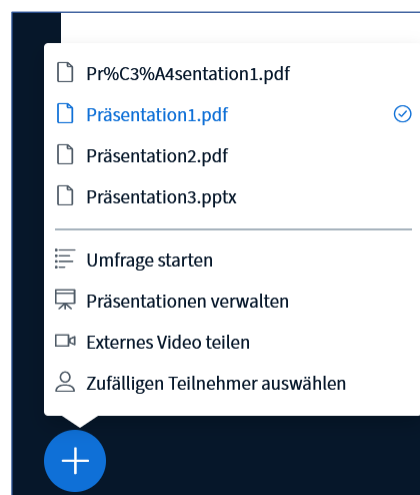 Pr%C3%A4sentation1.pdf
Präsentation1.pdf
Präsentation2.pdf
Präsentation3.pptx
Umfrage starten
Präsentationen verwalten
Externes Video teilen
Zufälligen Teilnehmer auswählen